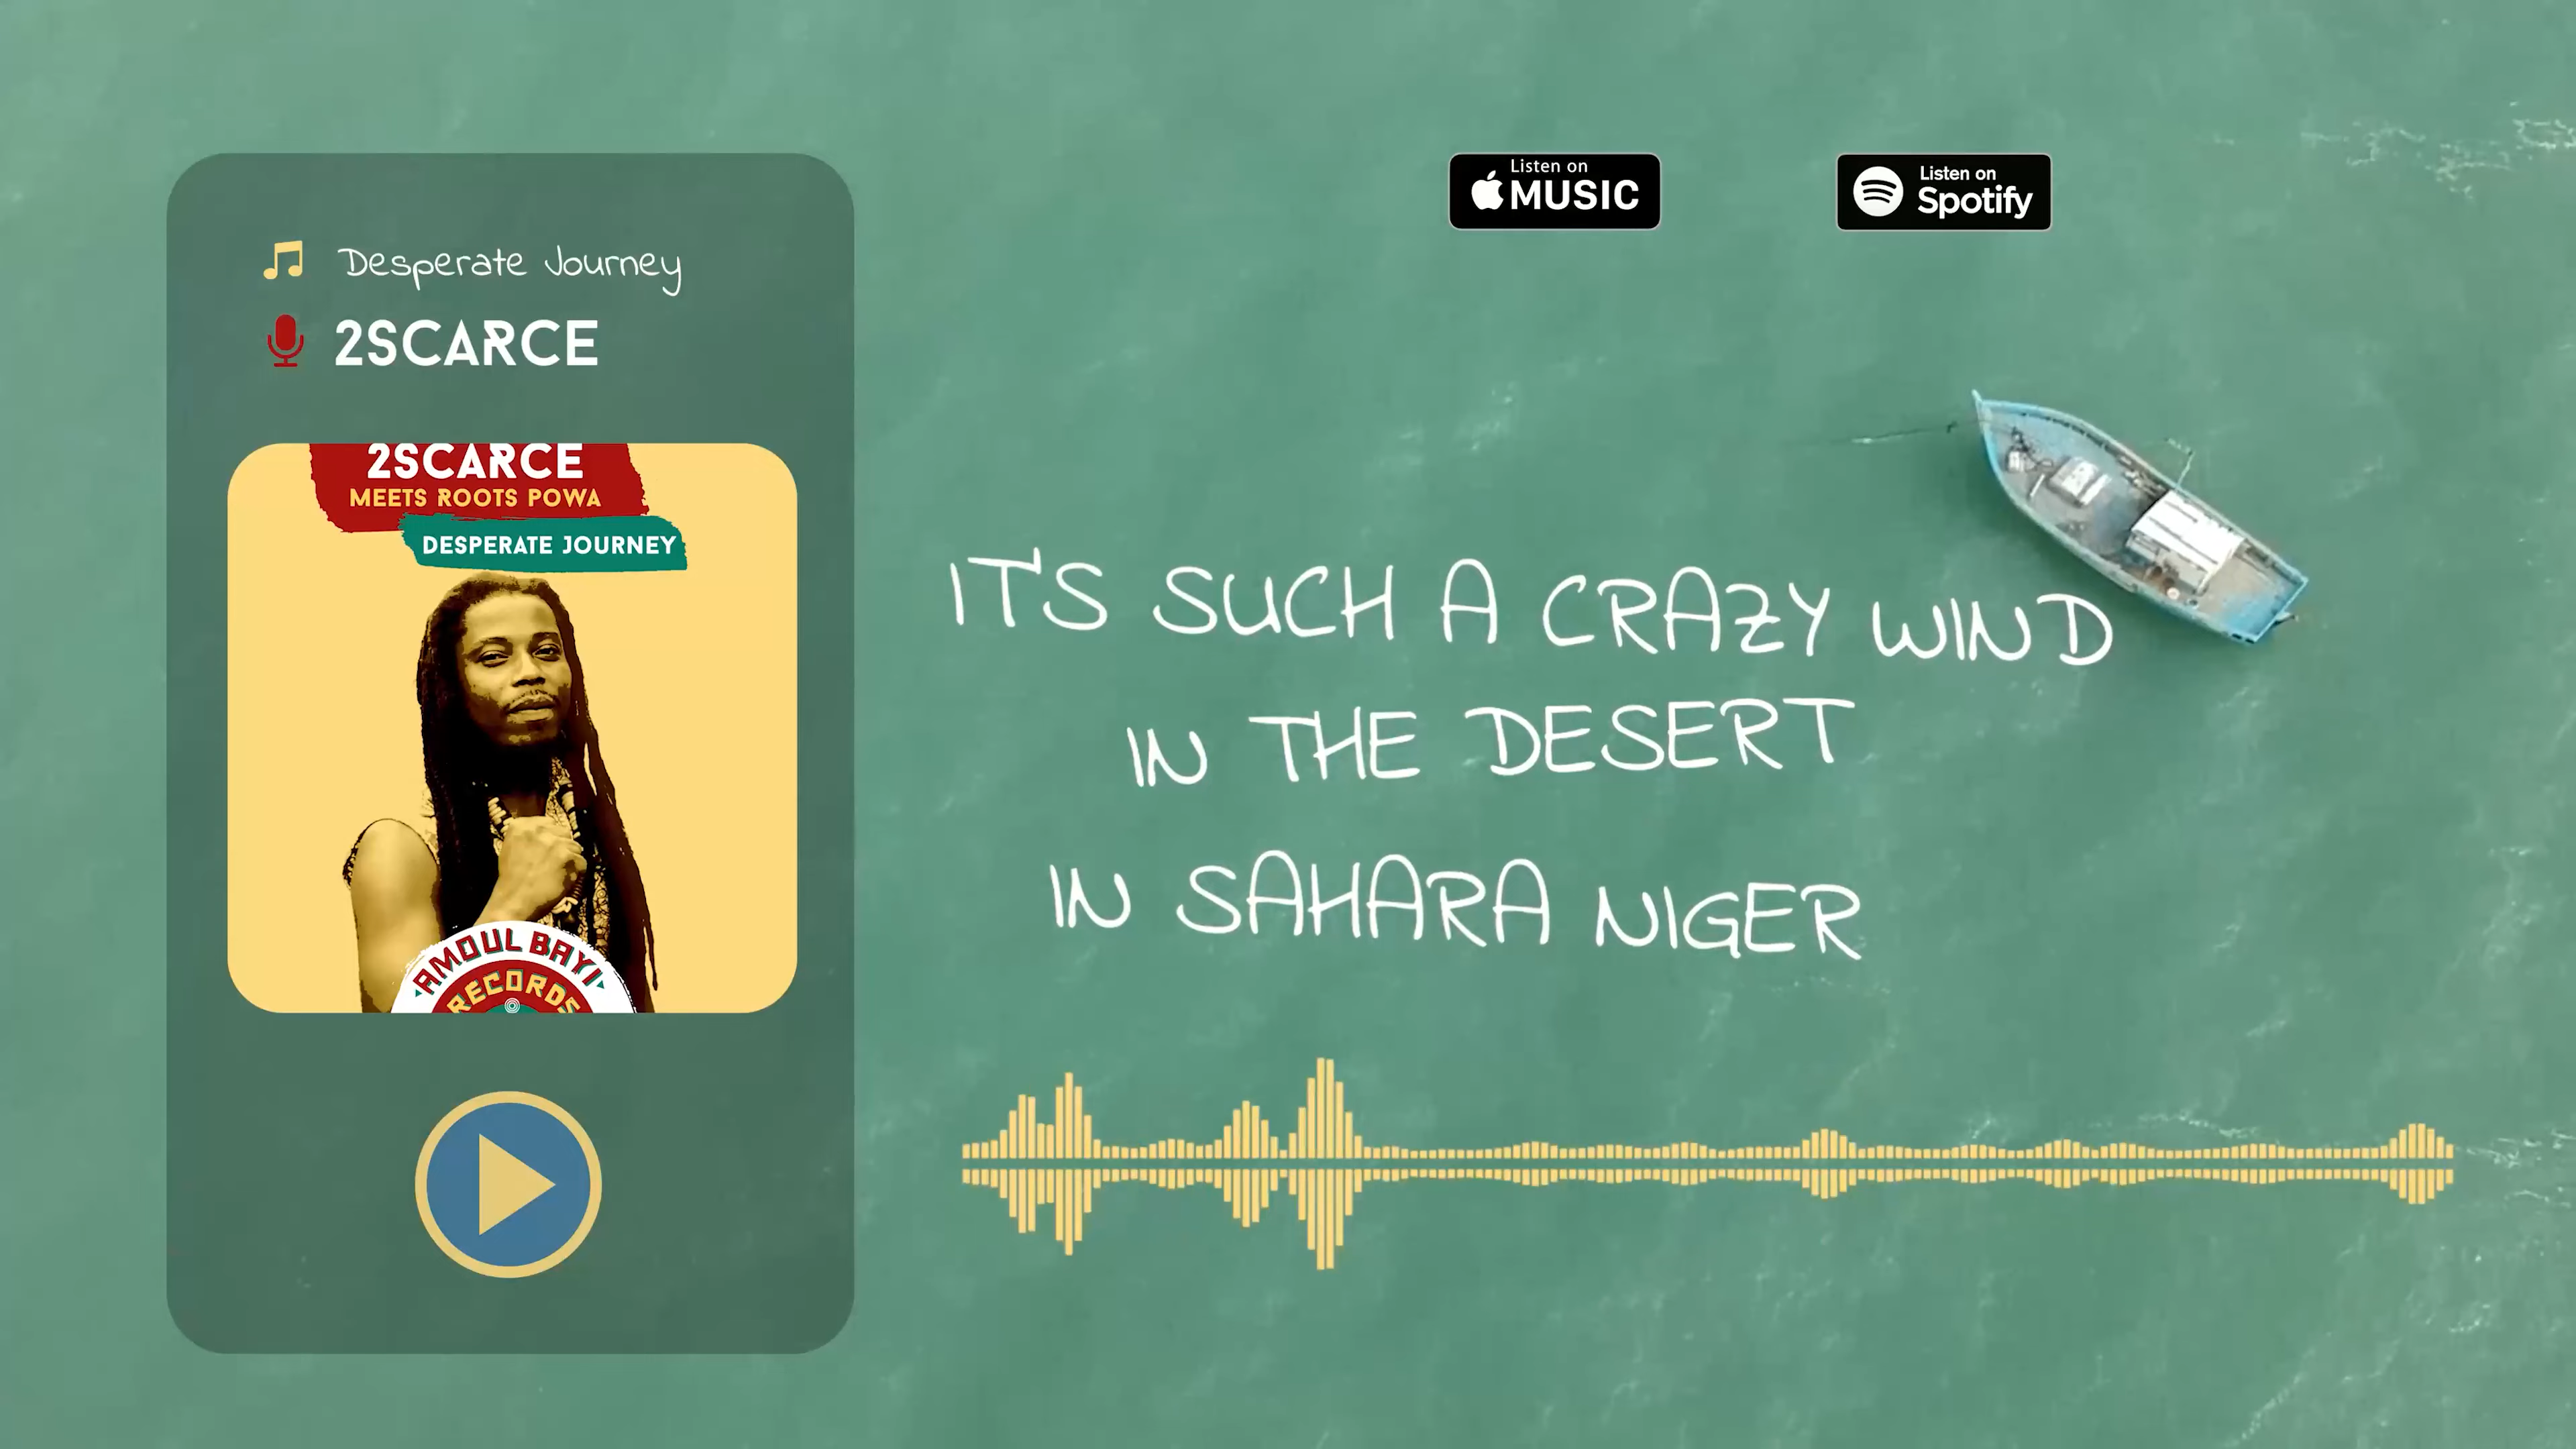 Desperate Journey
2SCARCE
2SCARCE
MEETS ROOTS POWA
DESPERATE JOURNEY
AMOUL BAYI
RECORDS
Listen on
MUSIC
Listen on
Spotify
IT'S SUCH A CRAZY WIND
IN THE DESERT
IN SAHARA NIGER